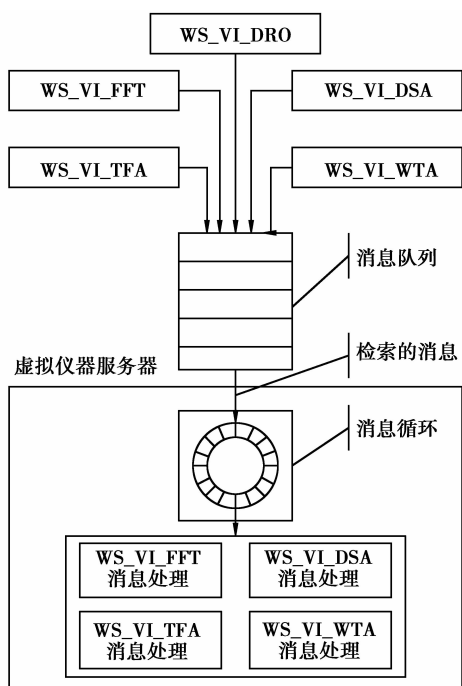 WS_VI_DRO
WS_VI_FFT
WS_VI_DSA
WS_VI_TFA
WS_VI_WTA
消息队列
检索的消息
虚拟仪器服务器
消息循环
WS_VI_FFT
消息处理
WS_VI_DSA
消息处理
WS_VI_TFA
消息处理
WS_VI_WTA
消息处理